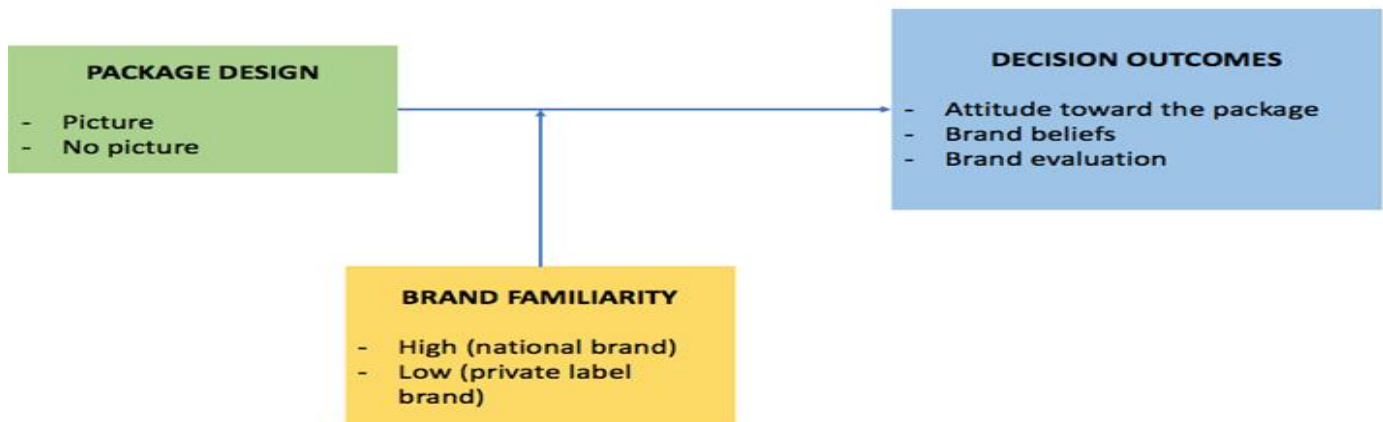 PACKAGE DESIGN
- Picture
- No picture
DECISION OUTCOMES
- Attitude toward the package
- Brand beliefs
- Brand evaluation
BRAND FAMILIARITY
- High (national brand)
- Low (private label
brand)